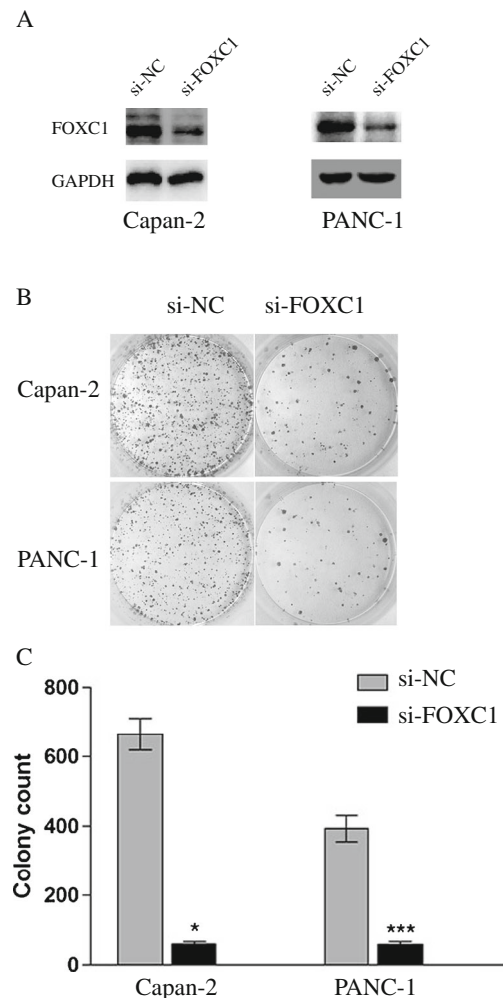 A
si-NC si-FOXC1 si-NC si-FOXC1
FOXC1
GAPDH
Capan-2 PANC-1
B
si-NC si-FOXC1
Capan-2
PANC-1
C
si-NC
si-FOXC1
Colony count
800
600
400
200
0
* ***
Capan-2 PANC-1